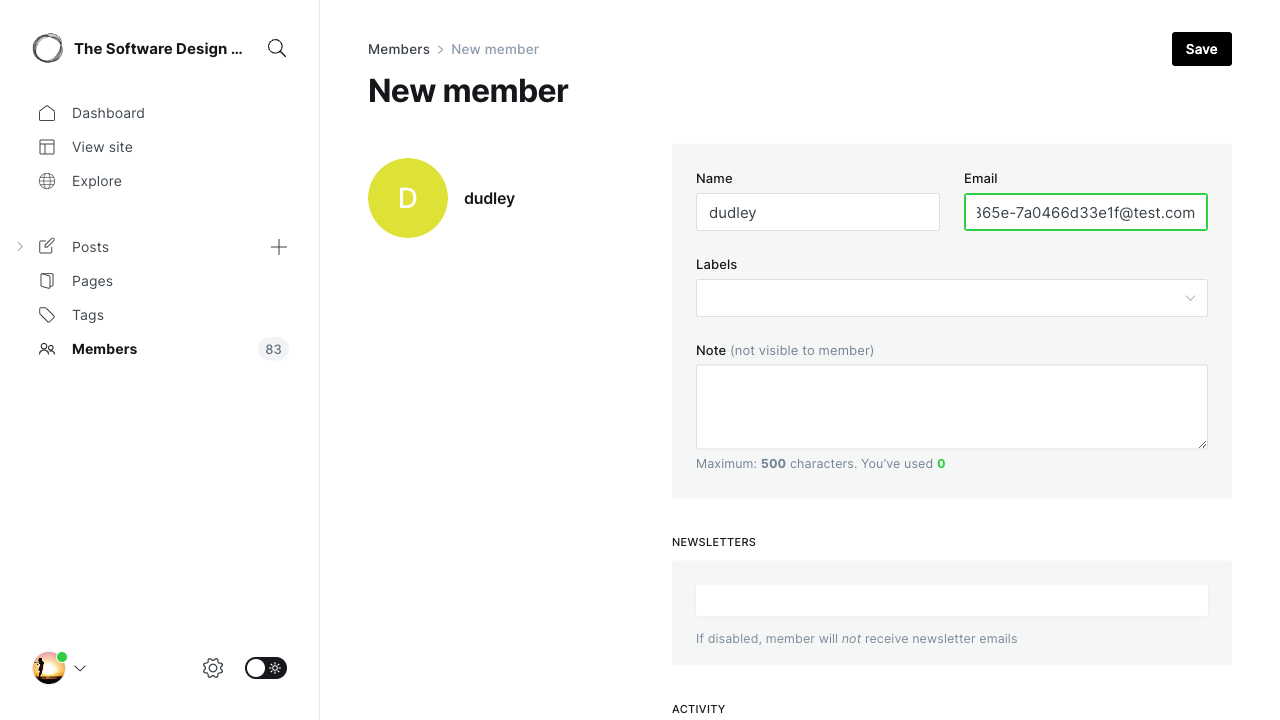 The Software Design ...
Dashboard
View site
Explore
Posts
Pages
Tags
Members 83
Members > New member
Save
New member
D
dudley
Name
Email
dudley
365e-7a0466d33e1f@test.com
Labels
Note (not visible to member)
Maximum: 500 characters. You've used 0
NEWSLETTERS
If disabled, member will not receive newsletter emails
ACTIVITY